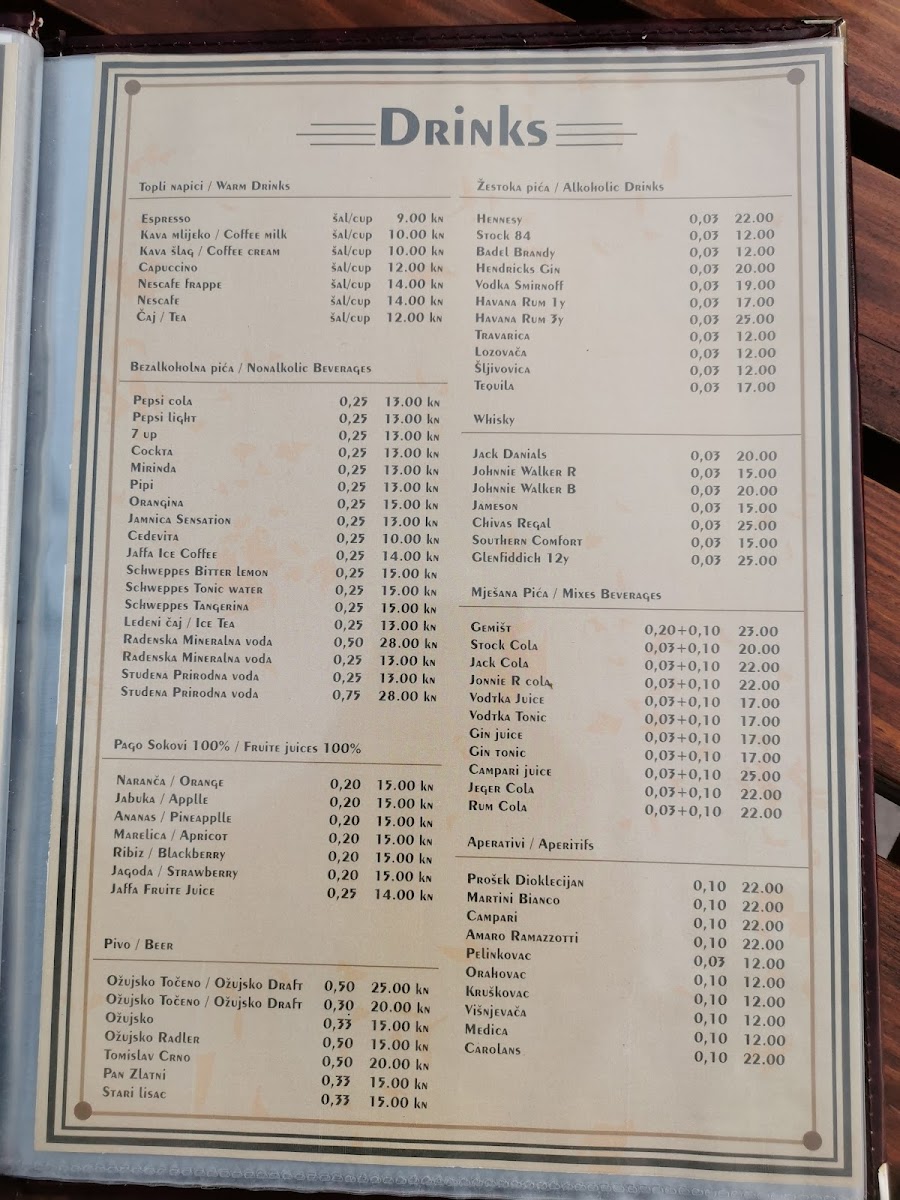 Drinks
Topli napici / Warm Drinks
Espresso šal/cup 9.00 kn
Kava mlijeko / Coffee milk šal/cup 10.00 kn
Kava šlag / Coffee cream šal/cup 10.00 kn
Capuccino šal/cup 12.00 kn
Nescafe frappe šal/cup 14.00 kn
Nescafe šal/cup 14.00 kn
Čaj / Tea šal/cup 12.00 kn
Bezalkoholna pića / Nonalkolic Beverages
Pepsi cola 0,25 13.00 kn
Pepsi light 0,25 13.00 kn
7 up 0,25 13.00 kn
Cockta 0,25 13.00 kn
Mirinda 0,25 13.00 kn
Pipi 0,25 13.00 kn
Orangina 0,25 15.00 kn
Jamnica Sensation 0,25 13.00 kn
Cedevita 0,25 10.00 kn
Jaffa Ice Coffee 0,25 14.00 kn
Schweppes Bitter lemon 0,25 15.00 kn
Schweppes Tonic water 0,25 15.00 kn
Schweppes Tangerina 0,25 15.00 kn
Ledeni čaj / Ice Tea 0,25 13.00 kn
Radenska Mineralna voda 0,50 28.00 kn
Radenska Mineralna voda 0,25 13.00 kn
Studena Prirodna voda 0,25 13.00 kn
Studena Prirodna voda 0,75 28.00 kn
Pago Sokovi 100% / Fruite juices 100%
Naranča / Orange 0,20 15.00 kn
Jabuka / Applle 0,20 15.00 kn
Ananas / Pineapplle 0,20 15.00 kn
Marelica / Apricot 0,20 15.00 kn
Ribiz / Blackberry 0,20 15.00 kn
Jagoda / Strawberry 0,20 15.00 kn
Jaffa Fruite Juice 0,25 14.00 kn
Pivo / Beer
Ožujsko Točeno / Ožujsko Draft 0,50 25.00 kn
Ožujsko Točeno / Ožujsko Draft 0,30 20.00 kn
Ožujsko 0,33 15.00 kn
Ožujsko Radler 0,50 15.00 kn
Tomislav Crno 0,50 20.00 kn
Pan Zlatni 0,33 15.00 kn
Stari lisac 0,33 15.00 kn
Žestoka pića / Alkoholic Drinks
Hennesy 0,03 22.00
Stock 84 0,03 12.00
Badel Brandy 0,03 12.00
Hendricks Gin 0,03 20.00
Vodka Smirnoff 0,03 19.00
Havana Rum 1y 0,03 17.00
Havana Rum 3y 0,03 25.00
Travarica 0,03 12.00
Lozovača 0,03 12.00
Šljivovica 0,03 12.00
Tequila 0,03 17.00
Whisky
Jack Danials 0,03 20.00
Johnnie Walker R 0,03 15.00
Johnnie Walker B 0,03 20.00
Jameson 0,03 15.00
Chivas Regal 0,03 25.00
Southern Comfort 0,03 15.00
Glenfiddich 12y 0,03 25.00
Mješana Pića / Mixes Beverages
Gemišt 0,20+0,10 23.00
Stock Cola 0,03+0,10 20.00
Jack Cola 0,03+0,10 22.00
Jonnie R cola 0,03+0,10 22.00
Vodtka Juice 0,03+0,10 17.00
Vodtka Tonic 0,03+0,10 17.00
Gin juice 0,03+0,10 17.00
Gin tonic 0,03+0,10 17.00
Campari juice 0,03+0,10 25.00
Jeger Cola 0,03+0,10 22.00
Rum Cola 0,03+0,10 22.00
Aperativi / Aperitifs
Prošek Dioklecijan 0,10 22.00
Martini Bianco 0,10 22.00
Campari 0,10 22.00
Amaro Ramazzotti 0,10 22.00
Pelinkovac 0,03 12.00
Orahovac 0,10 12.00
Kruškovac 0,10 12.00
Višnjevača 0,10 12.00
Medica 0,10 12.00
Carolans 0,10 22.00